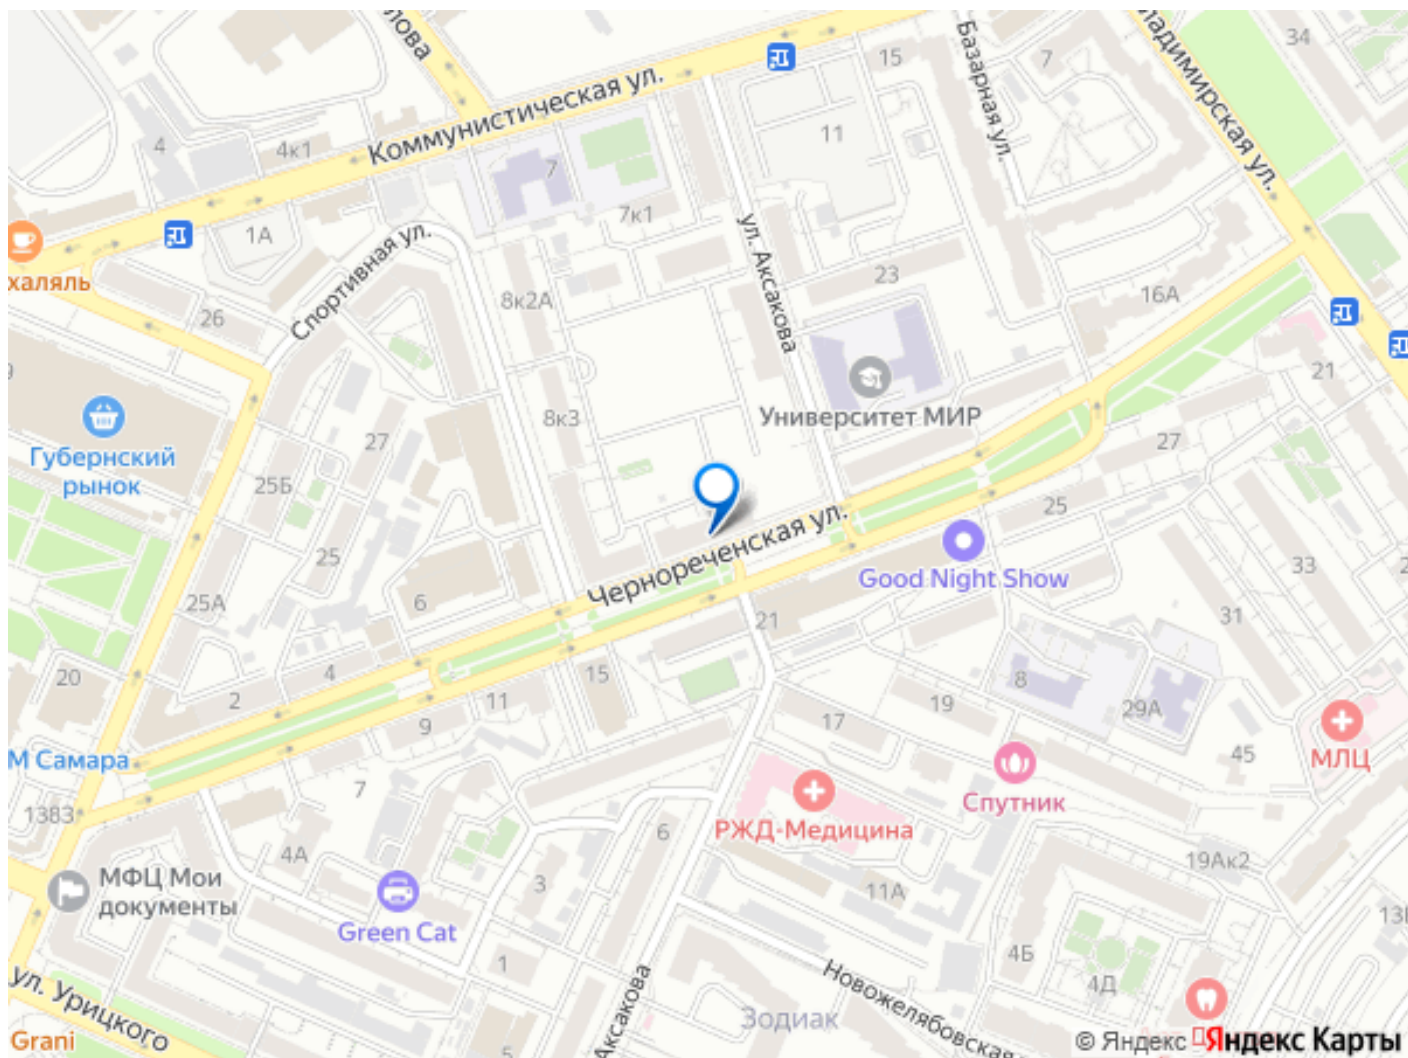 34
15
7
Базарная ул.
Владимирская ул.
Коммунистическая ул.
11
4
4к1
7
7к1
1А
Спортивная ул.
ул. Аксакова
халяль
8к2А
23
16А
26
21
Университет МИР
8к3
27
27
Губернский
рынок
25Б
25
Чернореченская ул.
25
Good Night Show
33
25А
6
31
21
20
4
15
8
2
11
19
29А
17
9
45
М Самара
МЛЦ
7
Спутник
1383
6
РЖД-Медицина
4А
19Ак2
МФЦ Мои
документы
3
11А
Green Cat
4Б
1
4Д
ул. Урицкого
Аксакова
Новожелябовская
Зодиак
Grani
5
© Яндекс
Яндекс Карты